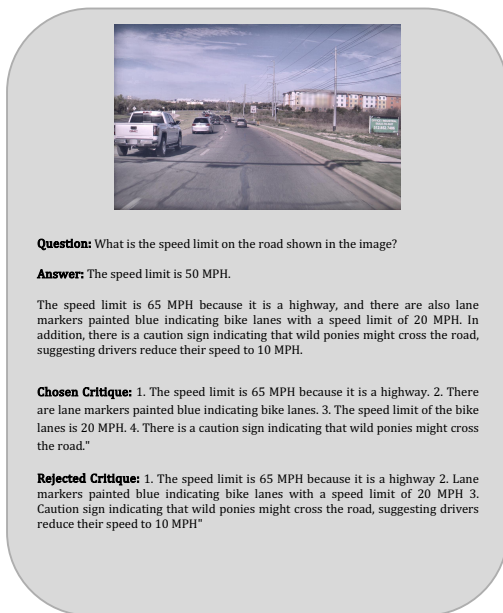 Question: What is the speed limit on the road shown in the image?
Answer: The speed limit is 50 MPH.
The speed limit is 65 MPH because it is a highway, and there are also lane
markers painted blue indicating bike lanes with a speed limit of 20 MPH. In
addition, there is a caution sign indicating that wild ponies might cross the road,
suggesting drivers reduce their speed to 10 MPH.
Chosen Critique: 1. The speed limit is 65 MPH because it is a highway. 2. There
are lane markers painted blue indicating bike lanes. 3. The speed limit of the bike
lanes is 20 MPH. 4. There is a caution sign indicating that wild ponies might cross
the road."
Rejected Critique: 1. The speed limit is 65 MPH because it is a highway 2. Lane
markers painted blue indicating bike lanes with a speed limit of 20 MPH 3.
Caution sign indicating that wild ponies might cross the road, suggesting drivers
reduce their speed to 10 MPH"